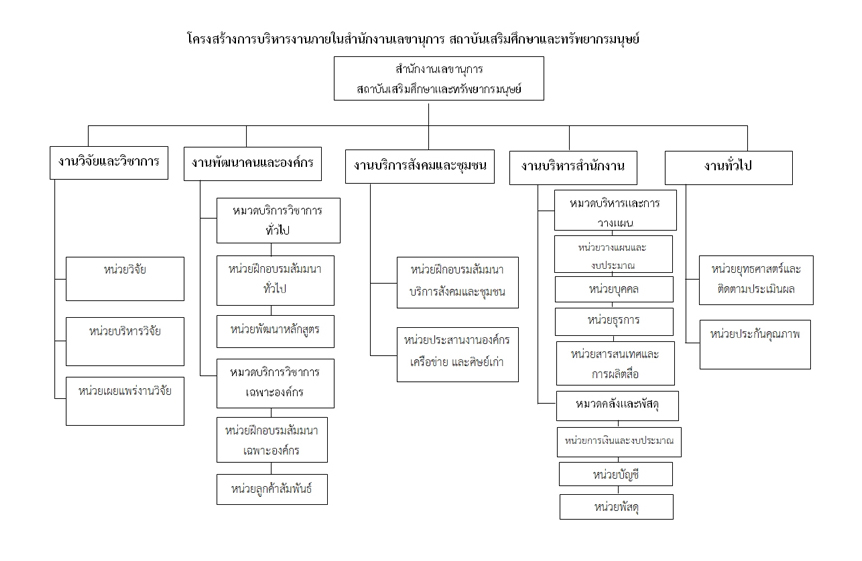 โครงสร้างการบริหารงานภายในสำนักงานเลขานุการ สถาบันเสริมศึกษาและทรัพยากรมนุษย์
สำนักงานเลขานุการ
สถาบันเสริมศึกษาและทรัพยากรมนุษย์
งานวิจัยและวิชาการ
หน่วยวิจัย
หน่วยบริหารวิจัย
หน่วยเผยแพร่งานวิจัย
งานพัฒนาคนและองค์กร
หมวดบริการวิชาการ
ทั่วไป
หน่วยฝึกอบรมสัมมนา
ทั่วไป
หน่วยพัฒนาหลักสูตร
หมวดบริการวิชาการ
เฉพาะองค์กร
หน่วยฝึกอบรมสัมมนา
เฉพาะองค์กร
หน่วยลูกค้าสัมพันธ์
งานบริการสังคมและชุมชน
หน่วยฝึกอบรมสัมมนา
บริการสังคมและชุมชน
หน่วยประสานงานองค์กร
เครือข่าย และศิษย์เก่า
งานบริหารสำนักงาน
หมวดบริหารและการ
วางแผน
หน่วยวางแผนและ
งบประมาณ
หน่วยบุคคล
หน่วยธุรการ
หน่วยสารสนเทศและ
การผลิตสื่อ
หมวดคลังและพัสดุ
หน่วยการเงินและงบประมาณ
หน่วยบัญชี
หน่วยพัสดุ
งานทั่วไป
หน่วยยุทธศาสตร์และ
ติดตามประเมินผล
หน่วยประกันคุณภาพ